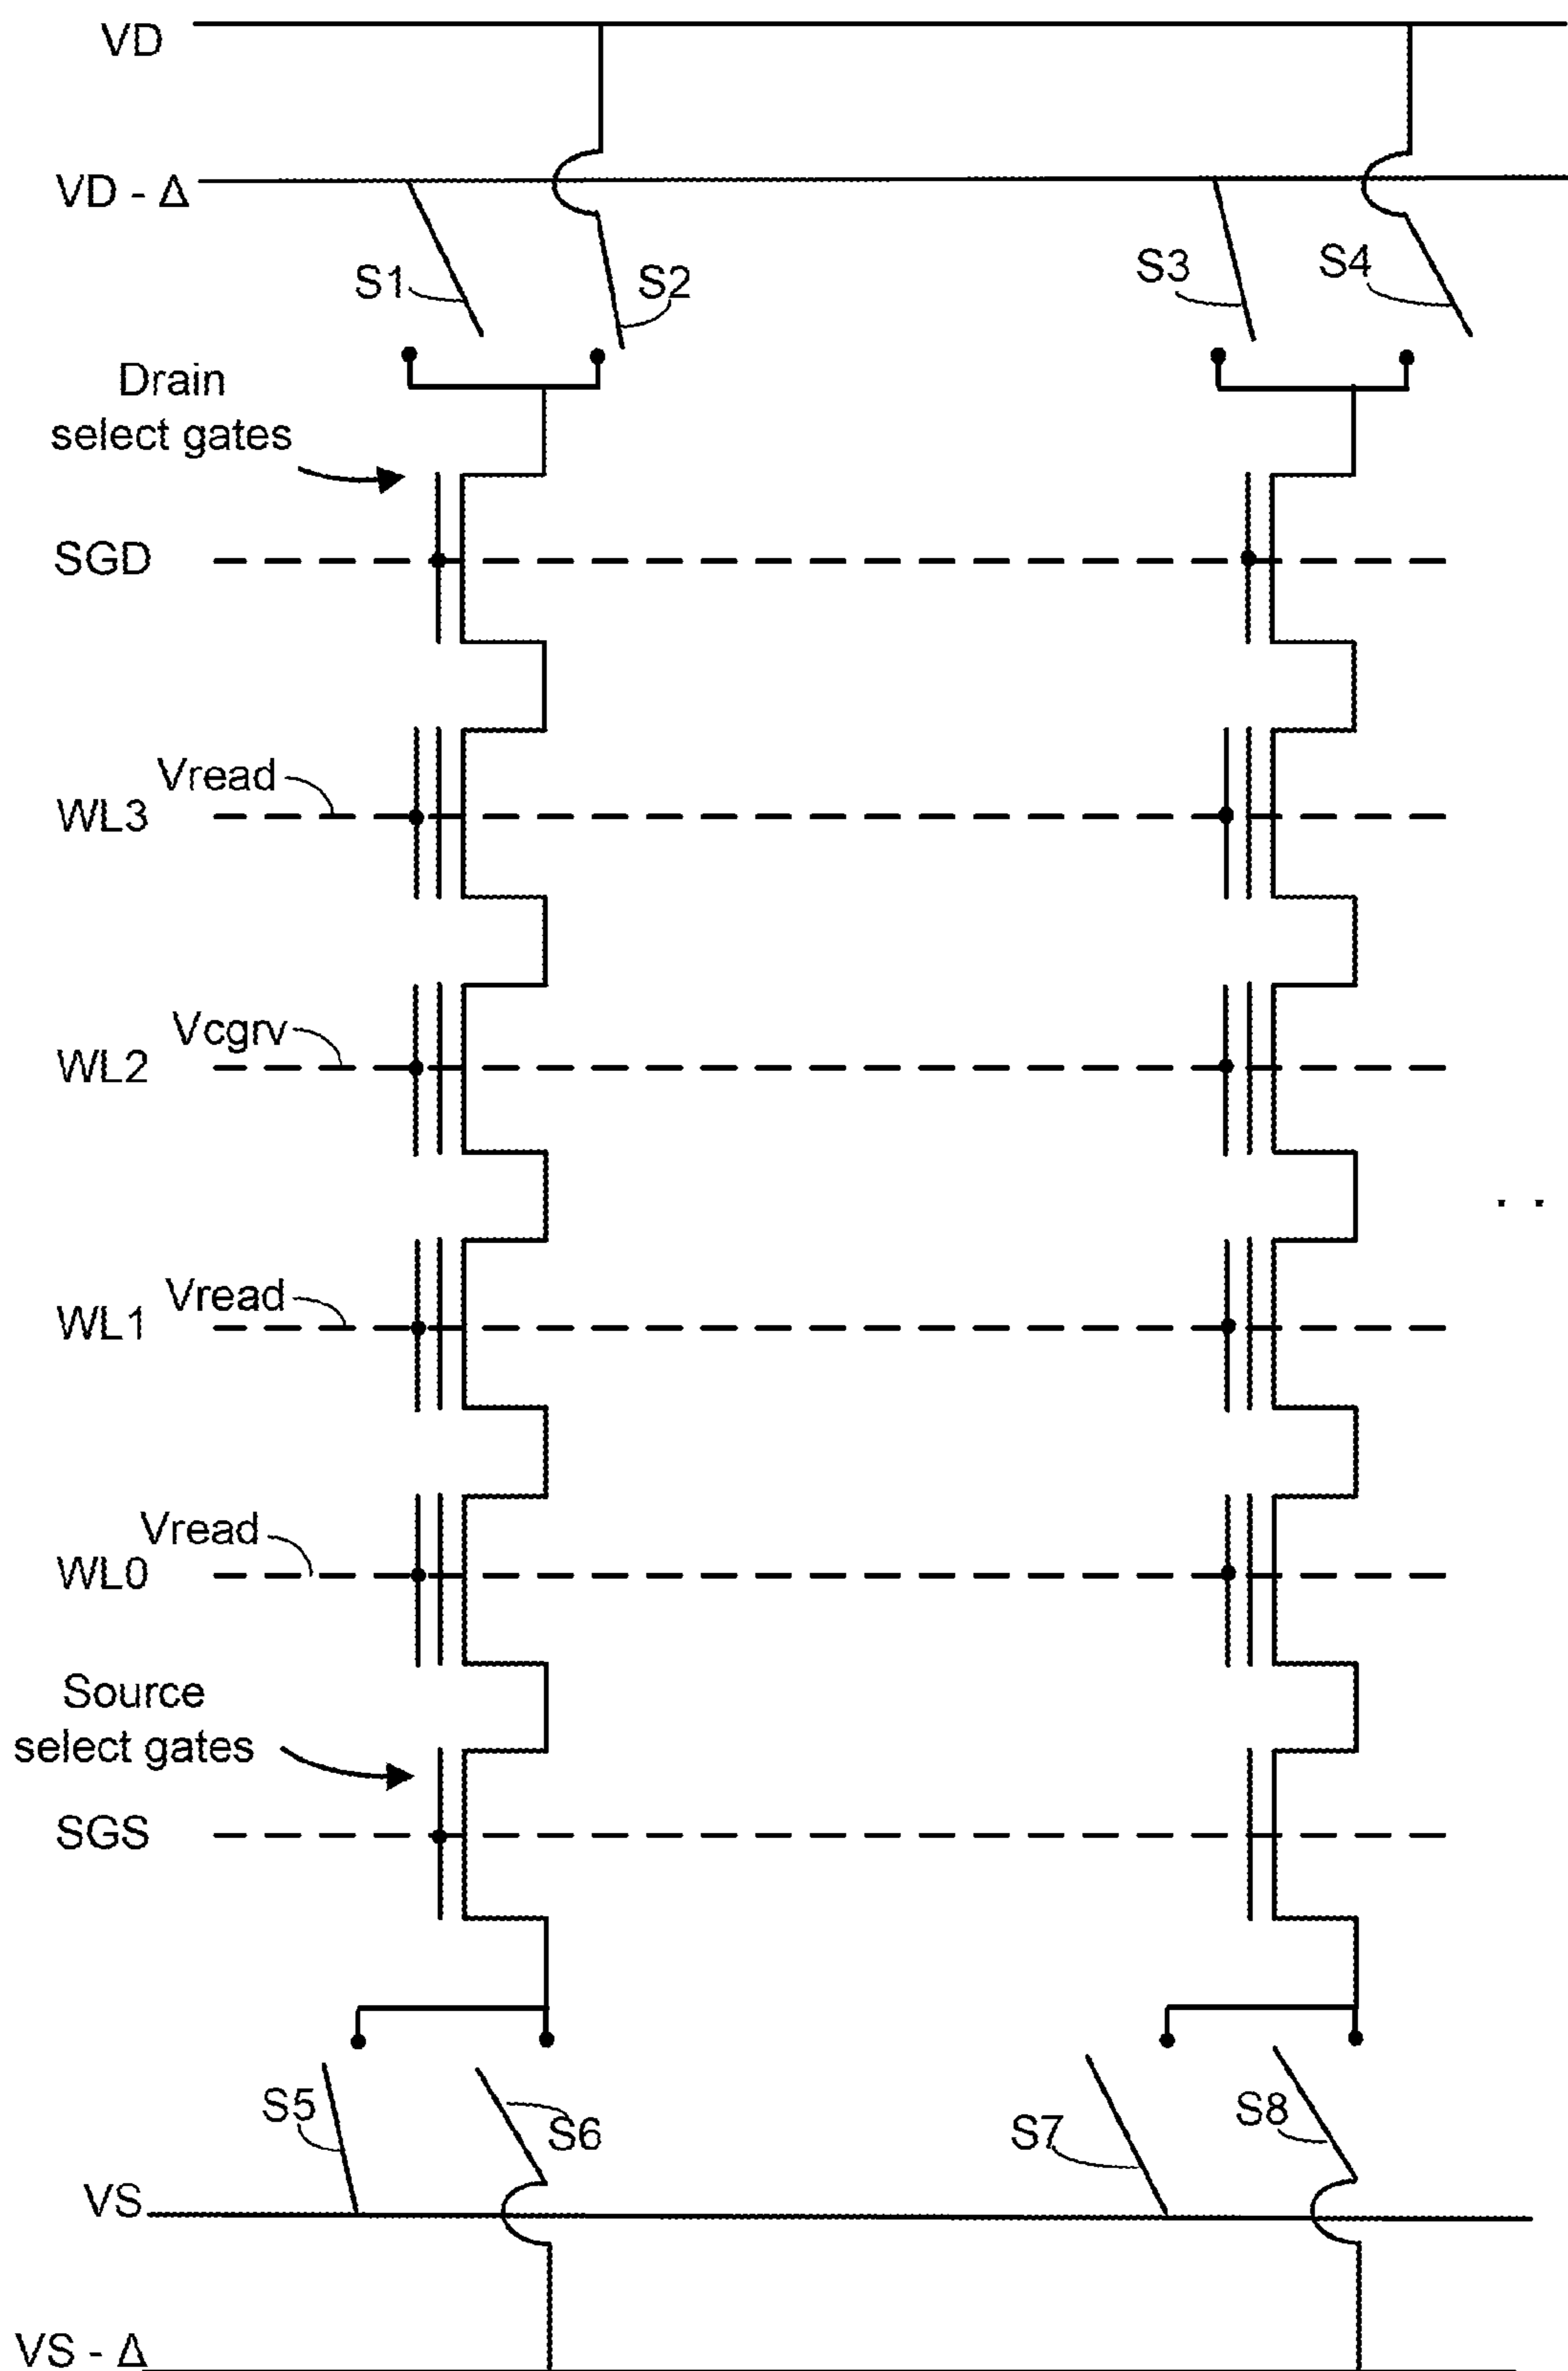 VD
VD - Δ
S1
S2
S3
S4
Drain
select gates
SGD
Vread
WL3
Vcgrv
WL2
. .
Vread
WL1
Vread
WL0
Source
select gates
SGS
S5
S6
S7
S8
VS
VS - Δ